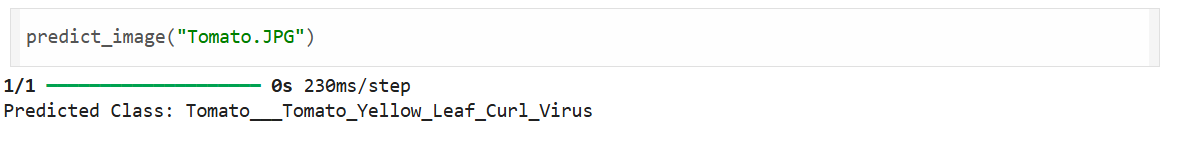 predict_image("Tomato.JPG")
1/1 ━━━━━━━━━━━━━━━━━━━━ 0s 230ms/step
Predicted Class: Tomato___Tomato_Yellow_Leaf_Curl_Virus